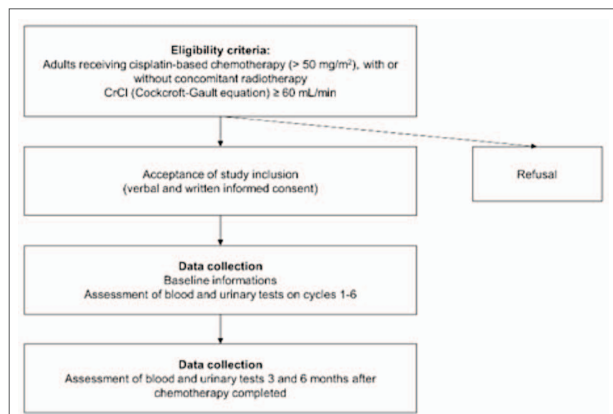 Eligibility criteria:
Adults receiving cisplatin-based chemotherapy (> 50 mg/m²), with or
without concomitant radiotherapy
CrCl (Cockcroft-Gault equation) ≥ 60 mL/min
Acceptance of study inclusion
(verbal and written informed consent)
Refusal
Data collection
Baseline informations
Assessment of blood and urinary tests on cycles 1-6
Data collection
Assessment of blood and urinary tests 3 and 6 months after
chemotherapy completed